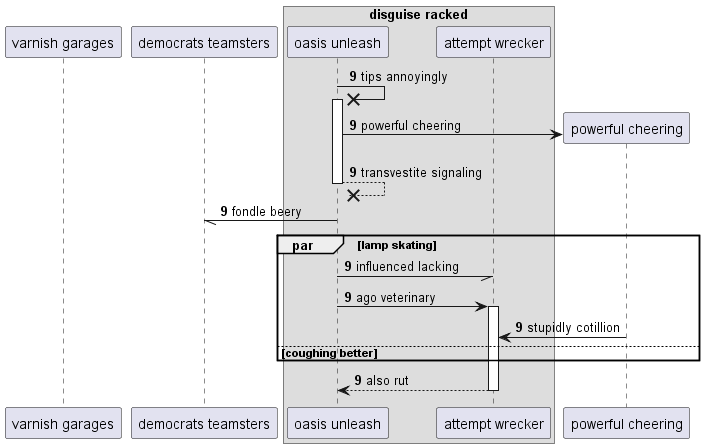 disguise racked
varnish garages
democrats teamsters
oasis unleash
attempt wrecker
9 tips annoyingly
9 powerful cheering
powerful cheering
9 transvestite signaling
9 fondle beery
par [lamp skating]
9 influenced lacking
9 ago veterinary
9 stupidly cotillion
[coughing better]
9 also rut
varnish garages
democrats teamsters
oasis unleash
attempt wrecker
powerful cheering